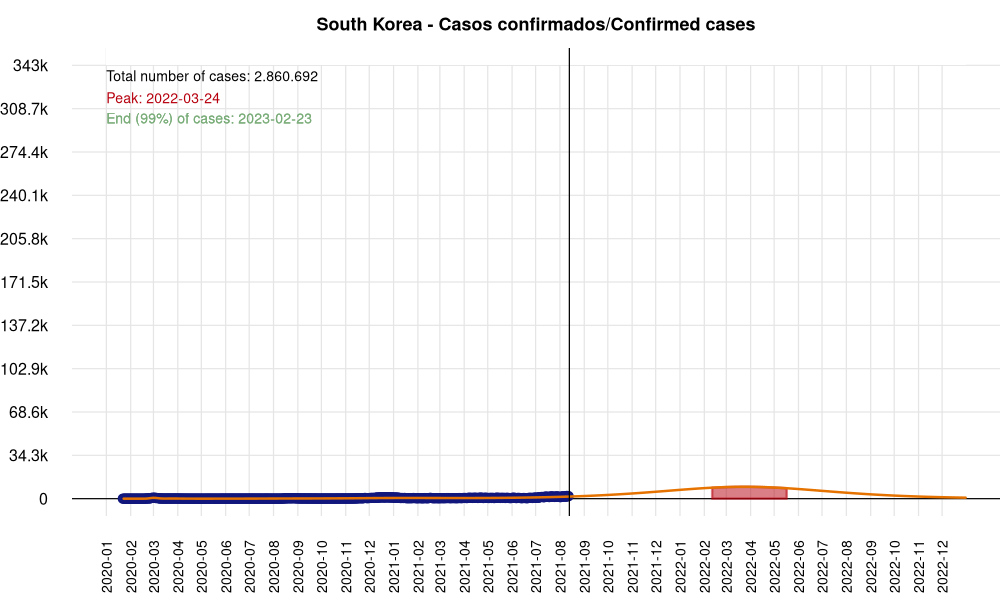 South Korea - Casos confirmados/Confirmed cases
343k
Total number of cases: 2.860.692
Peak: 2022-03-24
308.7k
End (99%) of cases: 2023-02-23
274.4k
240.1k
205.8k
171.5k
137.2k
102.9k
68.6k
34.3k
0
2020-01
2020-02
2020-03
2020-04
2020-05
2020-06
2020-07
2020-08
2020-09
2020-10
2020-11
2020-12
2021-01
2021-02
2021-03
2021-04
2021-05
2021-06
2021-07
2021-08
2021-09
2021-10
2021-11
2021-12
2022-01
2022-02
2022-03
2022-04
2022-05
2022-06
2022-07
2022-08
2022-09
2022-10
2022-11
2022-12